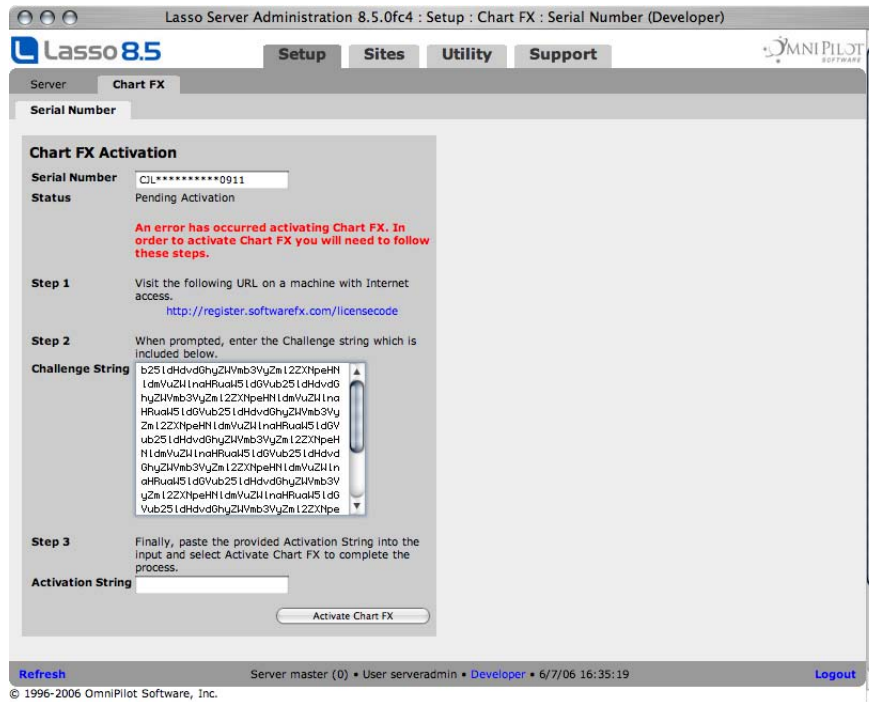 Lasso Server Administration 8.5.0fc4 : Setup : Chart FX : Serial Number (Developer)
Lasso 8.5
Setup Sites Utility Support
OMNIPILOT
SOFTWARE
Server Chart FX
Serial Number
Chart FX Activation
Serial Number CJL**********0911
Status Pending Activation
An error has occurred activating Chart FX. In
order to activate Chart FX you will need to follow
these steps.
Step 1 Visit the following URL on a machine with Internet
access.
http://register.softwarefx.com/licensecode
Step 2 When prompted, enter the Challenge string which is
included below.
Challenge String b25ldHdvdGhyZWVmb3VyZml2ZXNpeHN
ldmVuZWlnaHRuaW5ldGVub25ldHdvdG
hyZWVmb3VyZml2ZXNpeHNldmVuZWlna
HRuaW5ldGVub25ldHdvdGhyZWVmb3Vy
Zml2ZXNpeHNldmVuZWlnaHRuaW5ldGV
ub25ldHdvdGhyZWVmb3VyZml2ZXNpeH
NldmVuZWlnaHRuaW5ldGVub25ldHdvd
GhyZWVmb3VyZml2ZXNpeHNldmVuZWln
aHRuaW5ldGVub25ldHdvdGhyZWVmb3V
yZml2ZXNpeHNldmVuZWlnaHRuaW5ldG
Vub25ldHdvdGhyZWVmb3VyZml2ZXNpe
Step 3 Finally, paste the provided Activation String into the
input and select Activate Chart FX to complete the
process.
Activation String
Activate Chart FX
Refresh Server master (0) • User serveradmin • Developer • 6/7/06 16:35:19 Logout
© 1996-2006 OmniPilot Software, Inc.